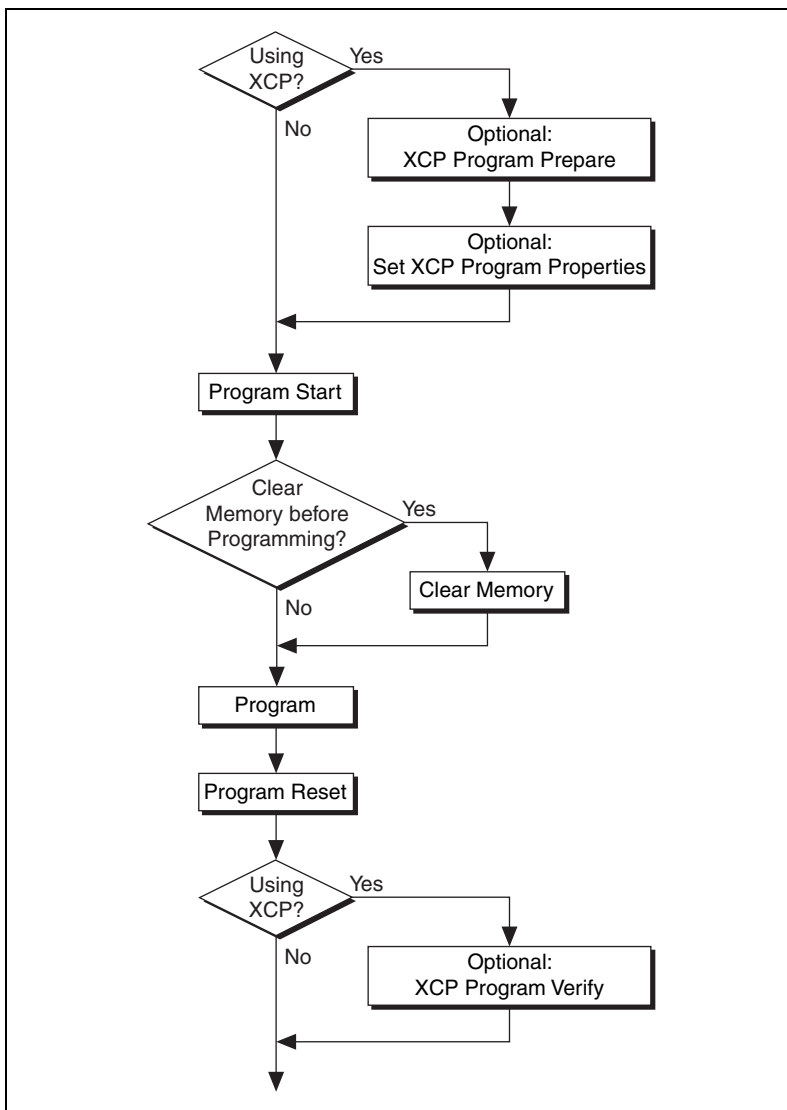 Using
XCP?
Yes
No
Optional:
XCP Program Prepare
Optional:
Set XCP Program Properties
Program Start
Clear
Memory before
Programming?
Yes
No
Clear Memory
Program
Program Reset
Using
XCP?
Yes
No
Optional:
XCP Program Verify